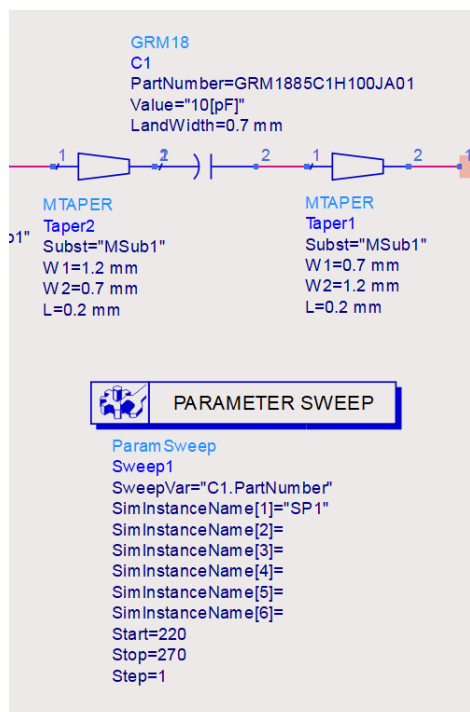 GRM18
C1
PartNumber=GRM1885C1H100JA01
Value="10[pF]"
LandWidth=0.7 mm
1 2 1 2 1 2 1
MTAPER
Taper2
Subst="MSub1"
W1=1.2 mm
W2=0.7 mm
L=0.2 mm
MTAPER
Taper1
Subst="MSub1"
W1=0.7 mm
W2=1.2 mm
L=0.2 mm
1"
PARAMETER SWEEP
ParamSweep
Sweep1
SweepVar="C1.PartNumber"
SimInstanceName[1]="SP1"
SimInstanceName[2]=
SimInstanceName[3]=
SimInstanceName[4]=
SimInstanceName[5]=
SimInstanceName[6]=
Start=220
Stop=270
Step=1